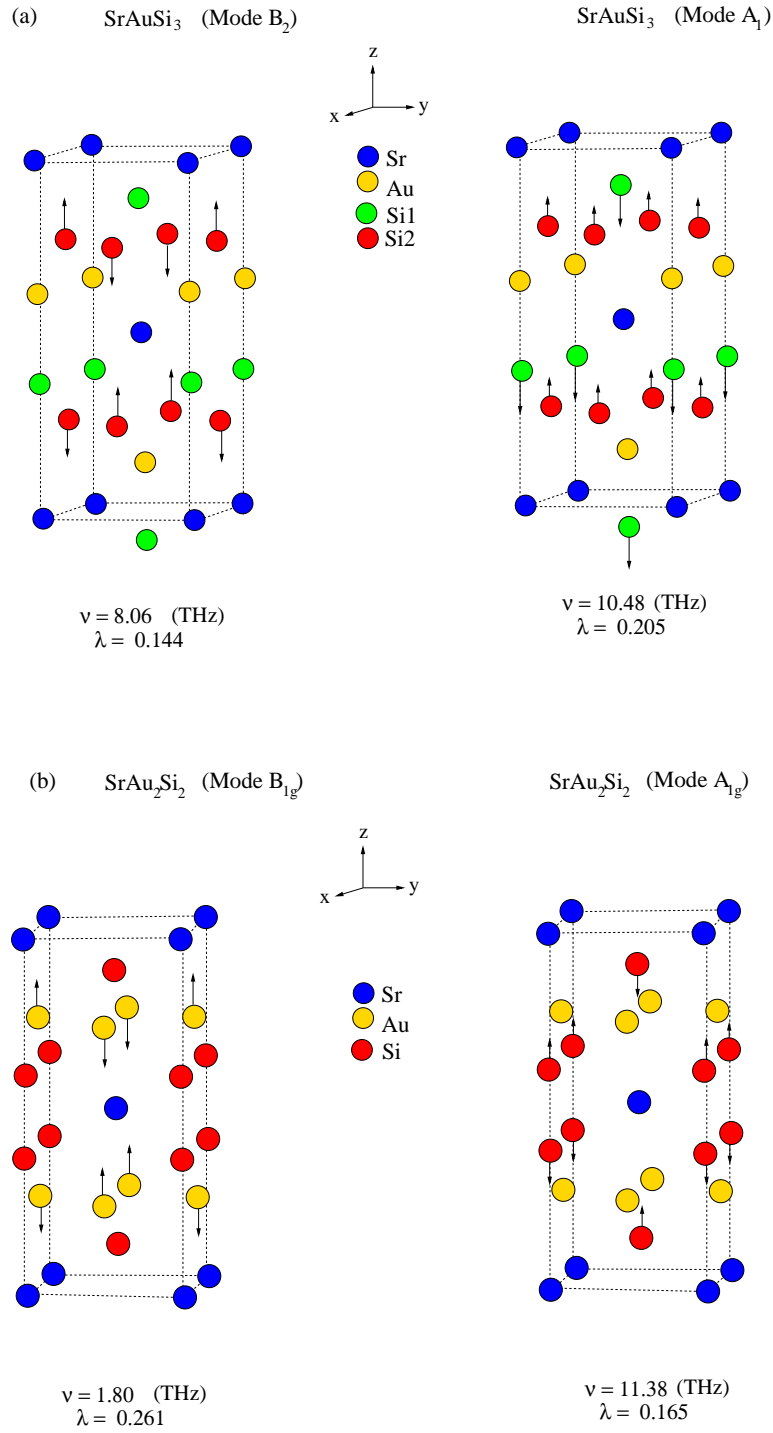 (a) SrAuSi₃ (Mode B₂) SrAuSi₃ (Mode A₁)
z
x y
Sr
Au
Si1
Si2
ν = 8.06 (THz)
λ = 0.144
ν = 10.48 (THz)
λ = 0.205
(b) SrAu₂Si₂ (Mode B₁g) SrAu₂Si₂ (Mode A₁g)
z
x y
Sr
Au
Si
ν = 1.80 (THz)
λ = 0.261
ν = 11.38 (THz)
λ = 0.165